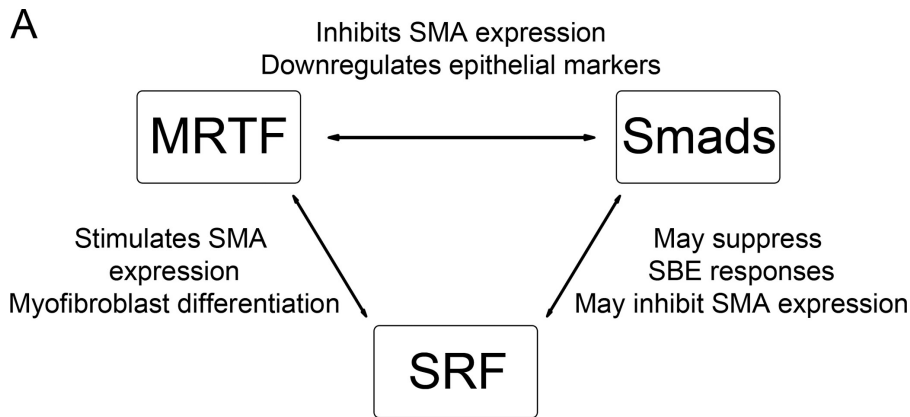 A
Inhibits SMA expression
Downregulates epithelial markers
MRTF
Smads
Stimulates SMA
expression
Myofibroblast differentiation
May suppress
SBE responses
May inhibit SMA expression
SRF